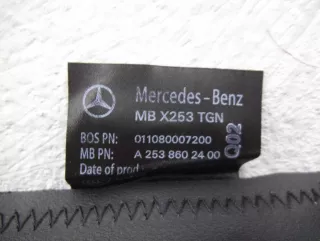 Mercedes-Benz
MB X253 TGN
BOS PN: 011080007200
MB PN: A 253 860 24 00
Q02
Date of prod